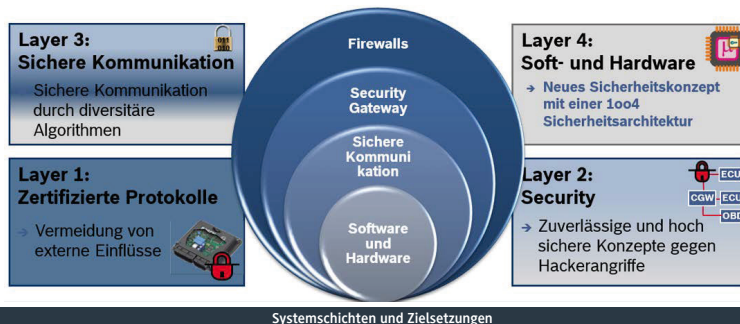 Layer 3:
Sichere Kommunikation
Sichere Kommunikation
durch diversitäre
Algorithmen
Layer 1:
Zertifizierte Protokolle
→ Vermeidung von
externe Einflüsse
Firewalls
Security
Gateway
Sichere
Kommuni
kation
Software
und
Hardware
Layer 4:
Soft- und Hardware
→ Neues Sicherheitskonzept
mit einer 1oo4
Sicherheitsarchitektur
Layer 2:
Security
ECU
CGW ECU
OBD
→ Zuverlässige und hoch
sichere Konzepte gegen
Hackerangriffe
Systemschichten und Zielsetzungen